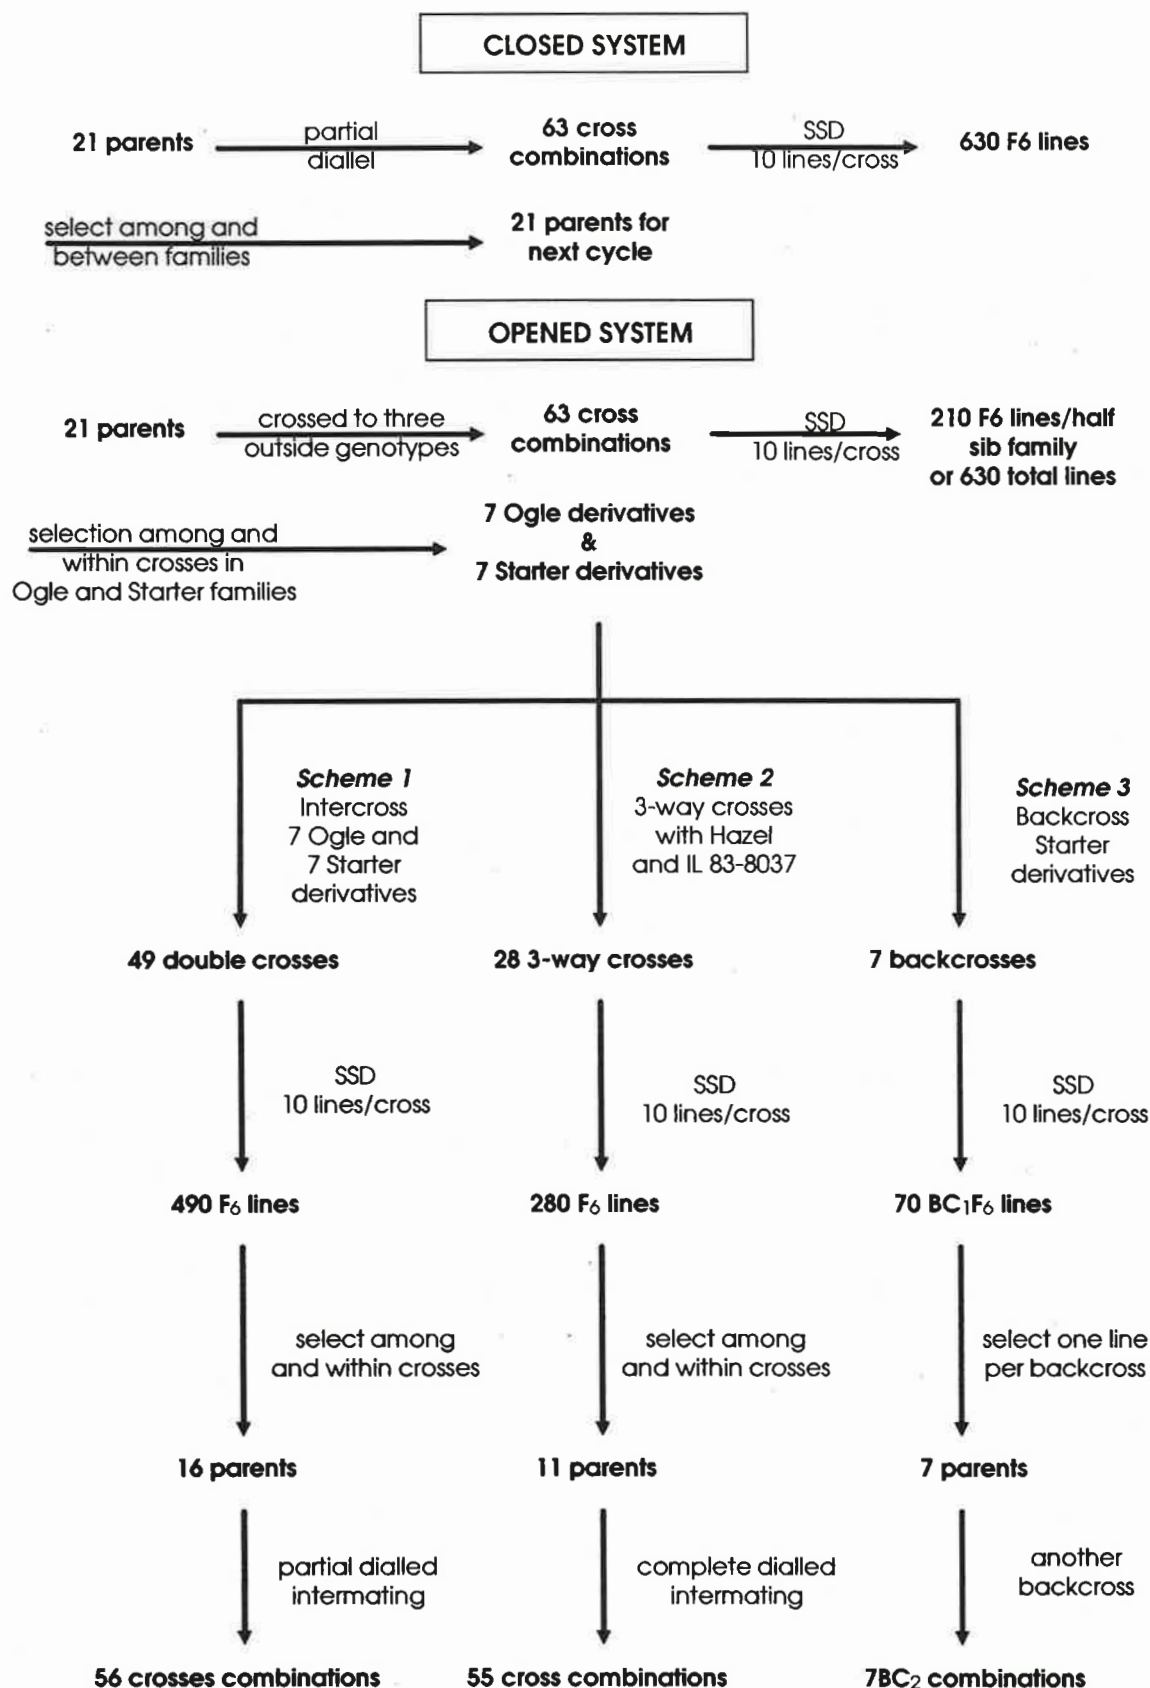 CLOSED SYSTEM
21 parents
partial
diallel
63 cross
combinations
SSD
10 lines/cross
630 F6 lines
select among and
between families
21 parents for
next cycle
OPENED SYSTEM
21 parents
crossed to three
outside genotypes
63 cross
combinations
SSD
10 lines/cross
210 F6 lines/half
sib family
or 630 total lines
selection among and
within crosses in
Ogle and Starter families
7 Ogle derivatives
&
7 Starter derivatives
Scheme 1
Intercross
7 Ogle and
7 Starter
derivatives
Scheme 2
3-way crosses
with Hazel
and IL 83-8037
Scheme 3
Backcross
Starter
derivatives
49 double crosses
28 3-way crosses
7 backcrosses
SSD
10 lines/cross
SSD
10 lines/cross
SSD
10 lines/cross
490 F₆ lines
280 F₆ lines
70 BC₁F₆ lines
select among
and within crosses
select among
and within crosses
select one line
per backcross
16 parents
11 parents
7 parents
partial dialled
intermating
complete dialled
intermating
another
backcross
56 crosses combinations
55 cross combinations
7BC₂ combinations